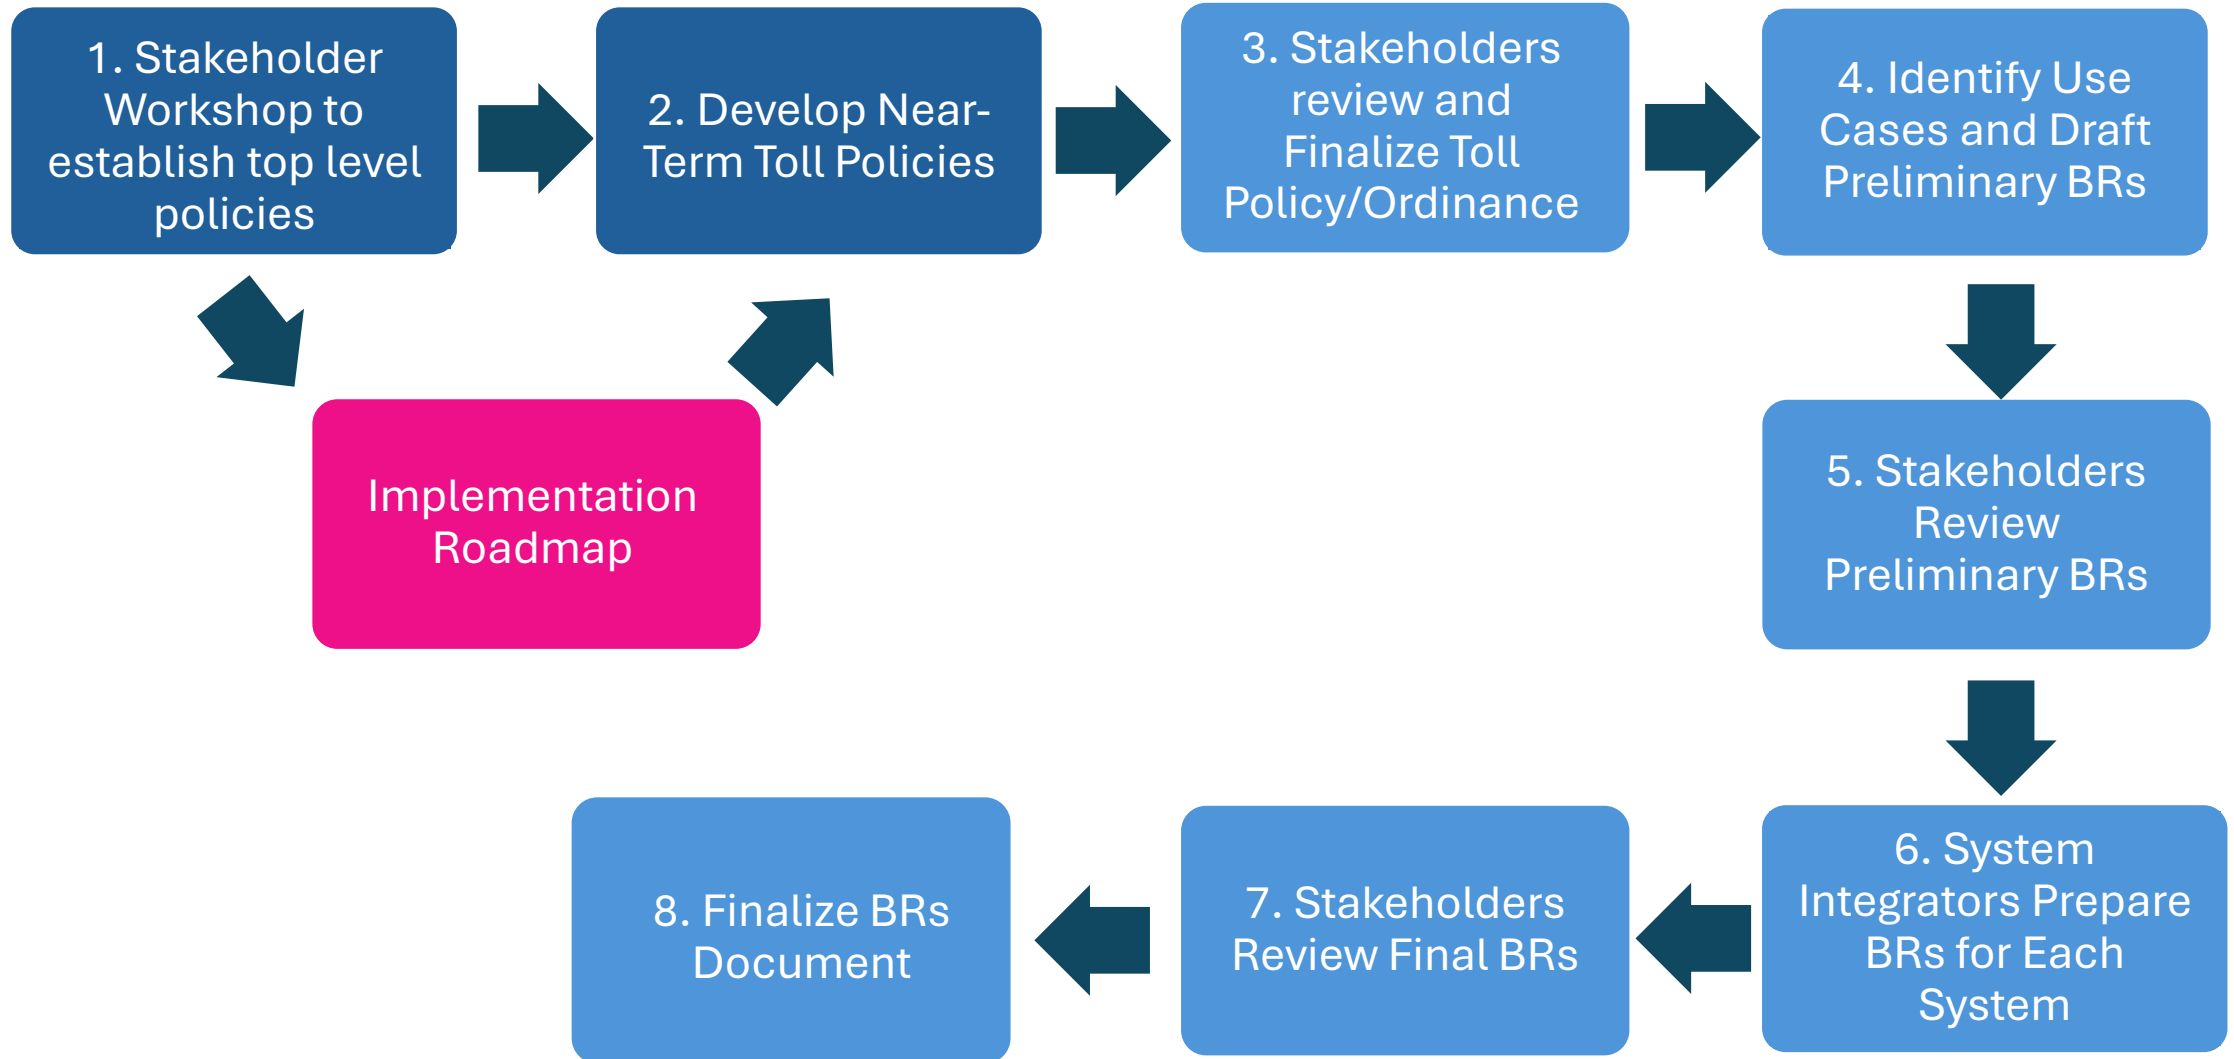 1. Stakeholder
Workshop to
establish top level
policies
2. Develop Near-
Term Toll Policies
3. Stakeholders
review and
Finalize Toll
Policy/Ordinance
4. Identify Use
Cases and Draft
Preliminary BRs
Implementation
Roadmap
5. Stakeholders
Review
Preliminary BRs
6. System
Integrators Prepare
BRs for Each
System
7. Stakeholders
Review Final BRs
8. Finalize BRs
Document